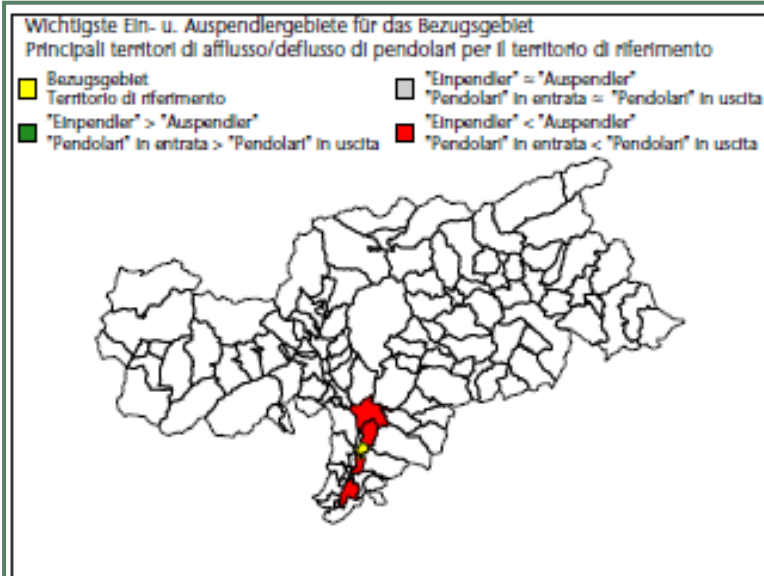 Wichtigste Ein- u. Auspendlergebiete für das Bezugsgebiet
Principali territori di afflusso/deflusso di pendolari per il territorio di riferimento
Bezugsgebiet
Territorio di riferimento
"Einpendler" > "Auspendler"
"Pendolari" in entrata > "Pendolari" in uscita
"Einpendler" ≈ "Auspendler"
"Pendolari" in entrata ≈ "Pendolari" in uscita
"Einpendler" < "Auspendler"
"Pendolari" in entrata < "Pendolari" in uscita